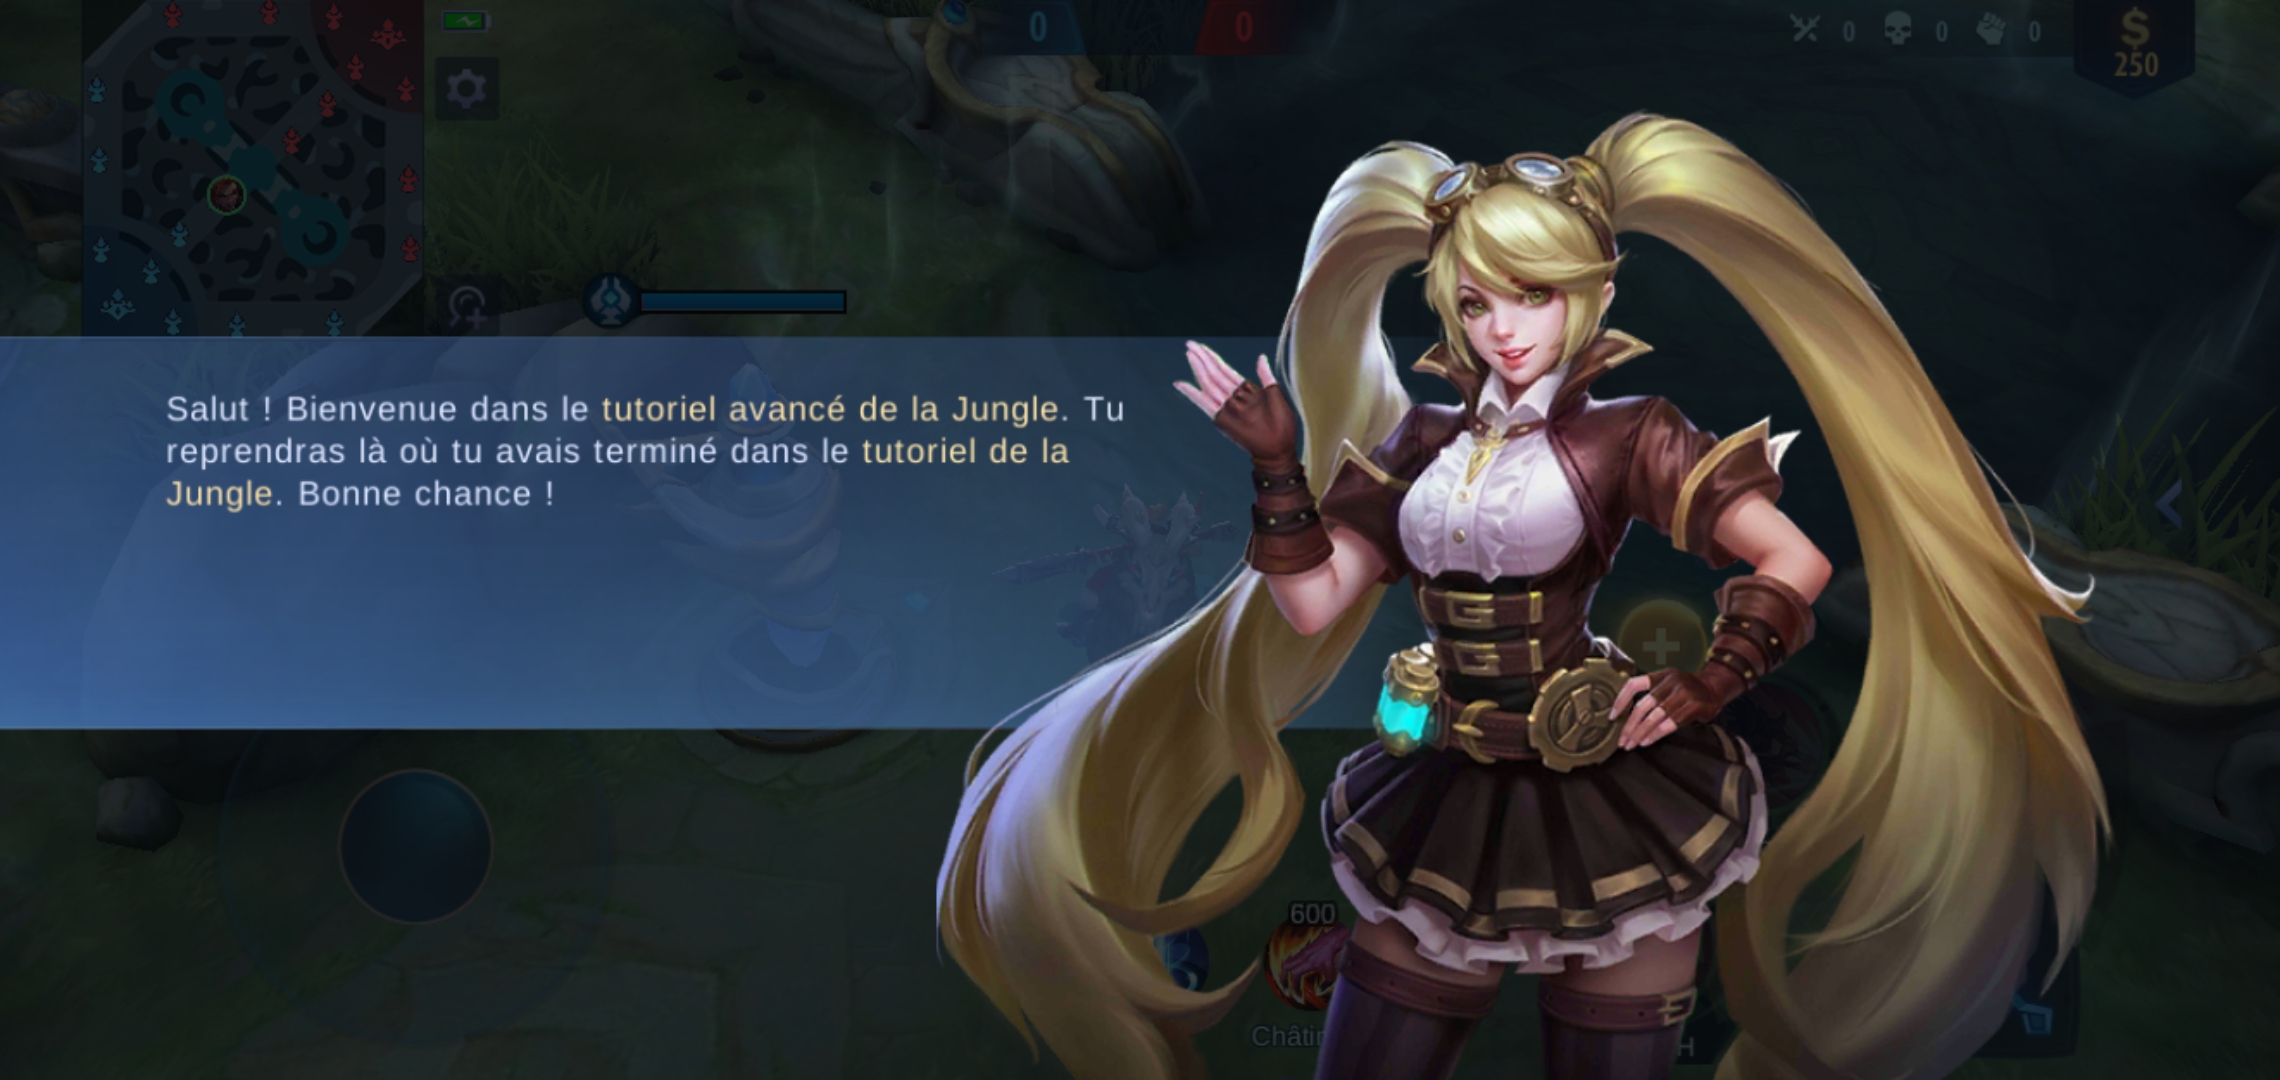 0 0 0 0 0
$
250
Salut ! Bienvenue dans le tutoriel avancé de la Jungle. Tu
reprendras là où tu avais terminé dans le tutoriel de la
Jungle. Bonne chance !
600